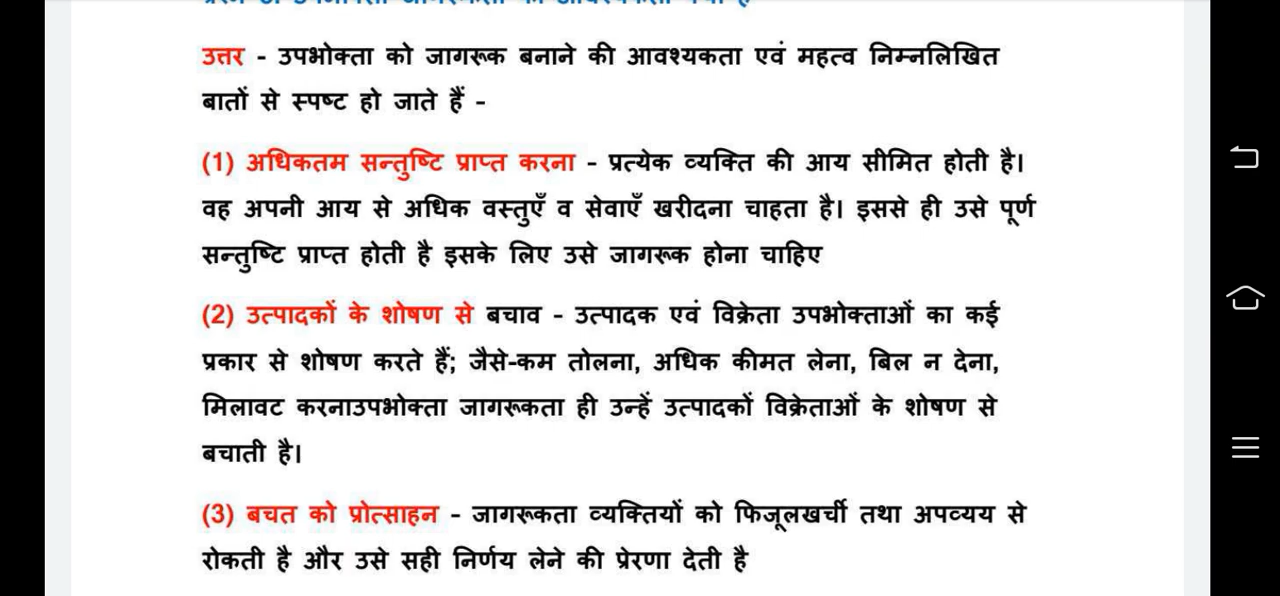 उत्तर - उपभोक्ता को जागरूक बनाने की आवश्यकता एवं महत्व निम्नलिखित
बातों से स्पष्ट हो जाते हैं -
(1) अधिकतम सन्तुष्टि प्राप्त करना - प्रत्येक व्यक्ति की आय सीमित होती है।
वह अपनी आय से अधिक वस्तुएँ व सेवाएँ खरीदना चाहता है। इससे ही उसे पूर्ण
सन्तुष्टि प्राप्त होती है इसके लिए उसे जागरूक होना चाहिए
(2) उत्पादकों के शोषण से बचाव - उत्पादक एवं विक्रेता उपभोक्ताओं का कई
प्रकार से शोषण करते हैं; जैसे-कम तोलना, अधिक कीमत लेना, बिल न देना,
मिलावट करनाउपभोक्ता जागरूकता ही उन्हें उत्पादकों विक्रेताओं के शोषण से
बचाती है।
(3) बचत को प्रोत्साहन - जागरूकता व्यक्तियों को फिजूलखर्ची तथा अपव्यय से
रोकती है और उसे सही निर्णय लेने की प्रेरणा देती है